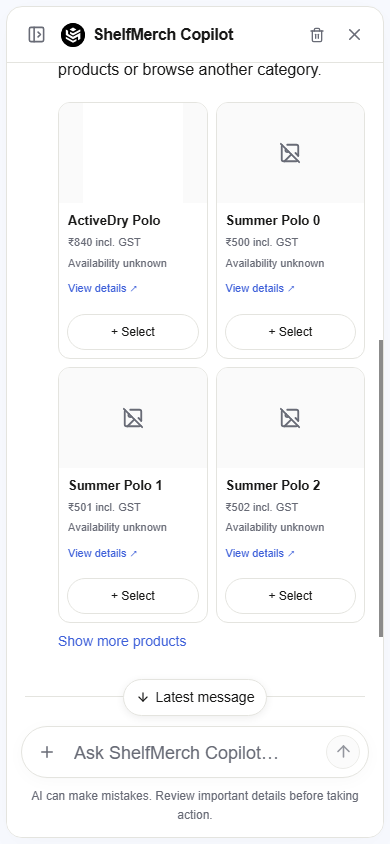 ShelfMerch Copilot
products or browse another category.
ActiveDry Polo
₹840 incl. GST
Availability unknown
View details ↗
+ Select
Summer Polo 0
₹500 incl. GST
Availability unknown
View details ↗
+ Select
Summer Polo 1
₹501 incl. GST
Availability unknown
View details ↗
+ Select
Summer Polo 2
₹502 incl. GST
Availability unknown
View details ↗
+ Select
Show more products
Latest message
Ask ShelfMerch Copilot…
AI can make mistakes. Review important details before taking
action.